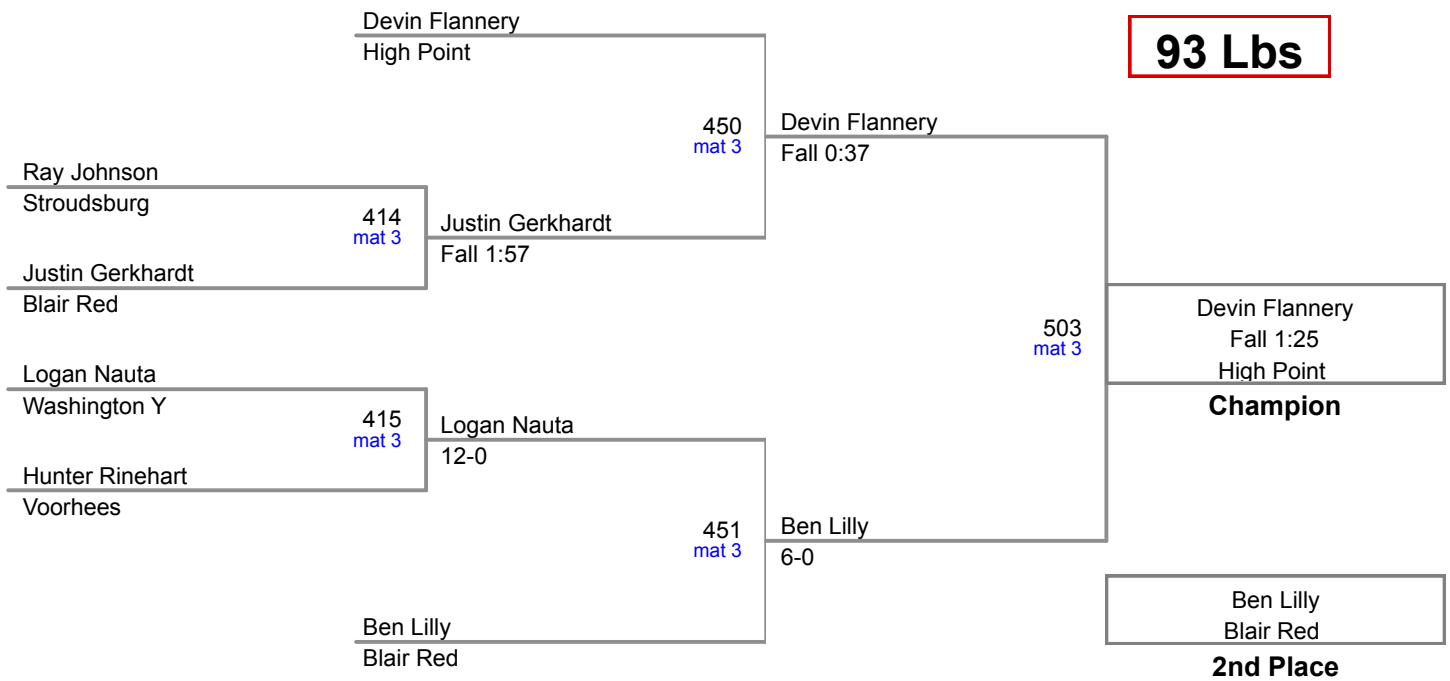 Devin Flannery
High Point
93 Lbs
450
mat 3
Devin Flannery
Fall 0:37
Ray Johnson
Stroudsburg
414
mat 3
Justin Gerkhardt
Fall 1:57
Justin Gerkhardt
Blair Red
503
mat 3
Devin Flannery
Fall 1:25
High Point
Champion
Logan Nauta
Washington Y
415
mat 3
Logan Nauta
12-0
Hunter Rinehart
Voorhees
451
mat 3
Ben Lilly
6-0
Ben Lilly
Blair Red
Ben Lilly
Blair Red
2nd Place